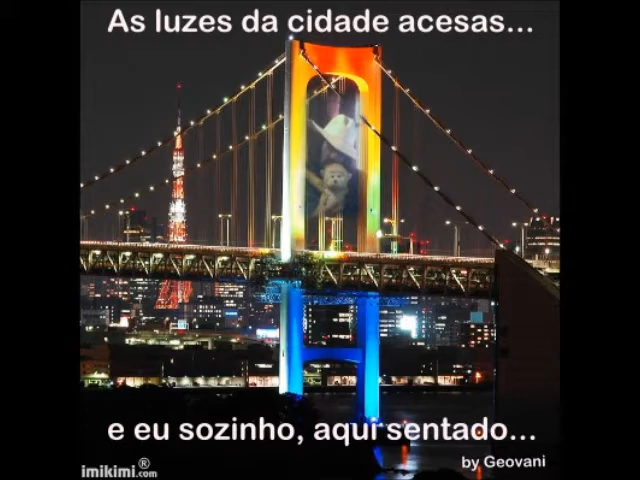 As luzes da cidade acesas...
e eu sozinho, aqui sentado...
by Geovani
imikimi.com®